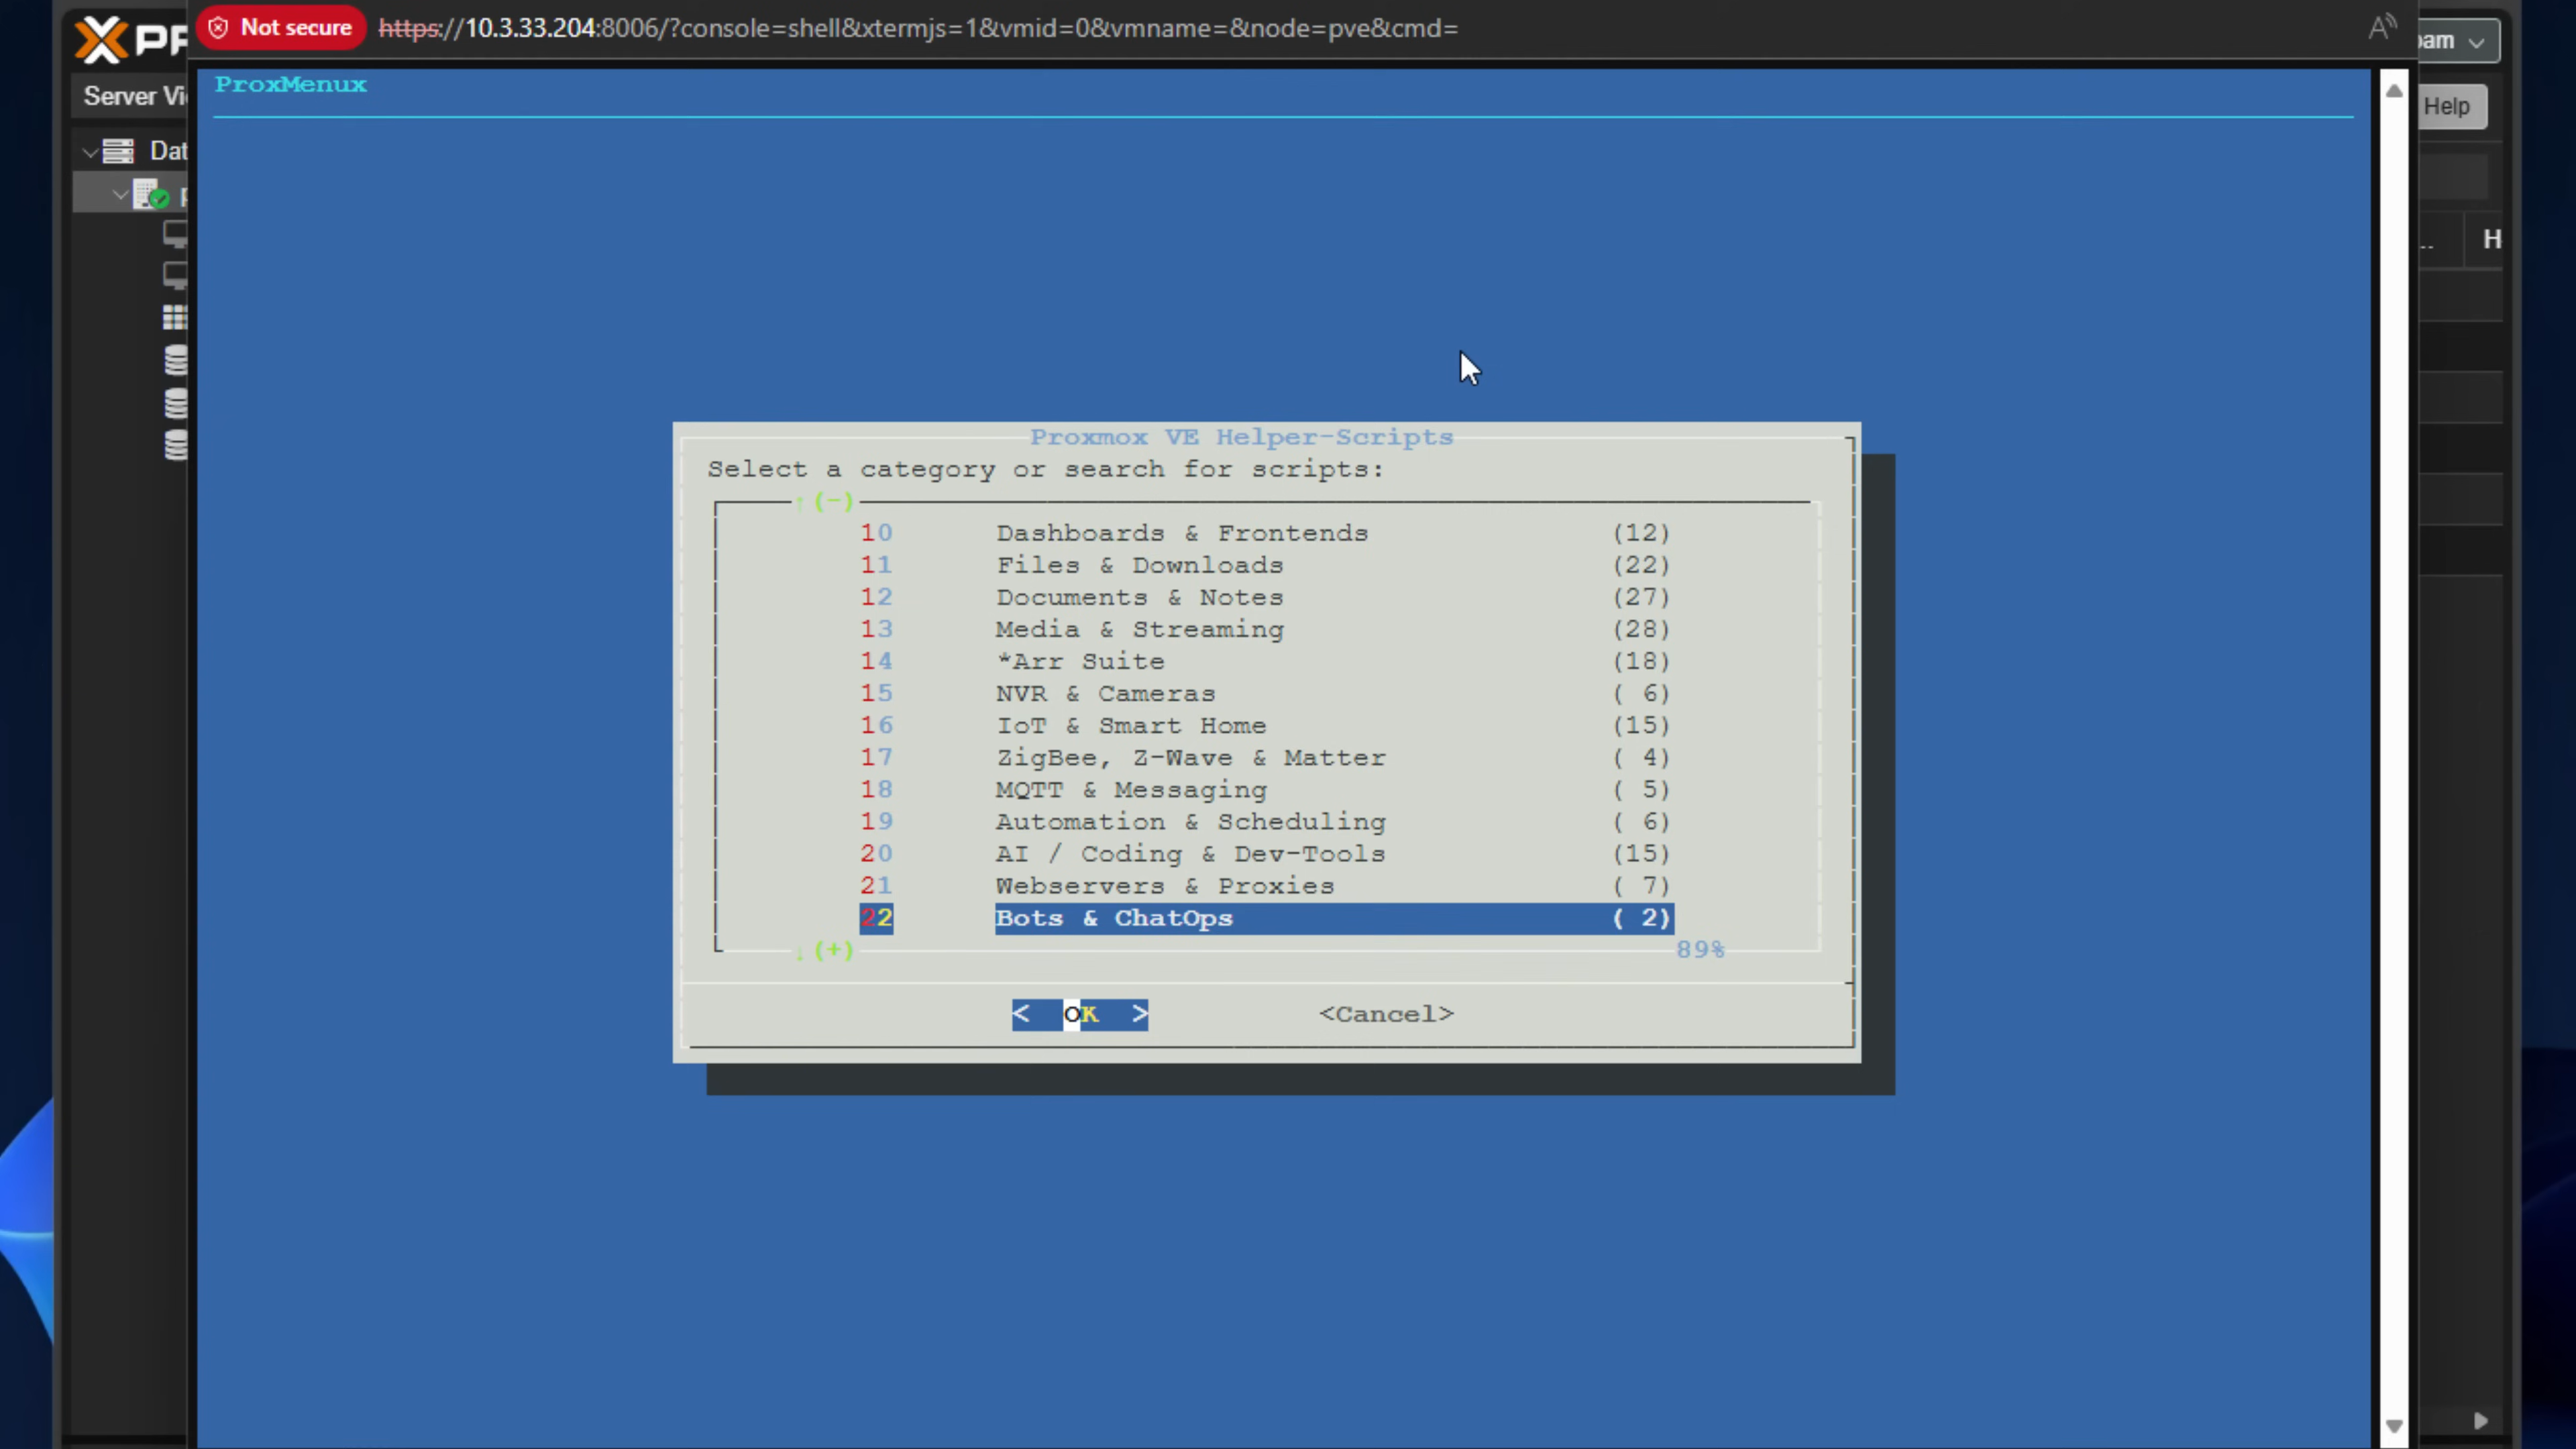 Not secure
https://10.3.33.204:8006/?console=shell&xtermjs=1&vmid=0&vmname=&node=pve&cmd=
ProxMenux
Help
Proxmox VE Helper-Scripts
Select a category or search for scripts:
↑(-)
10 Dashboards & Frontends (12)
11 Files & Downloads (22)
12 Documents & Notes (27)
13 Media & Streaming (28)
14 *Arr Suite (18)
15 NVR & Cameras ( 6)
16 IoT & Smart Home (15)
17 ZigBee, Z-Wave & Matter ( 4)
18 MQTT & Messaging ( 5)
19 Automation & Scheduling ( 6)
20 AI / Coding & Dev-Tools (15)
21 Webservers & Proxies ( 7)
22 Bots & ChatOps ( 2)
↓(+) 89%
< OK > <Cancel>